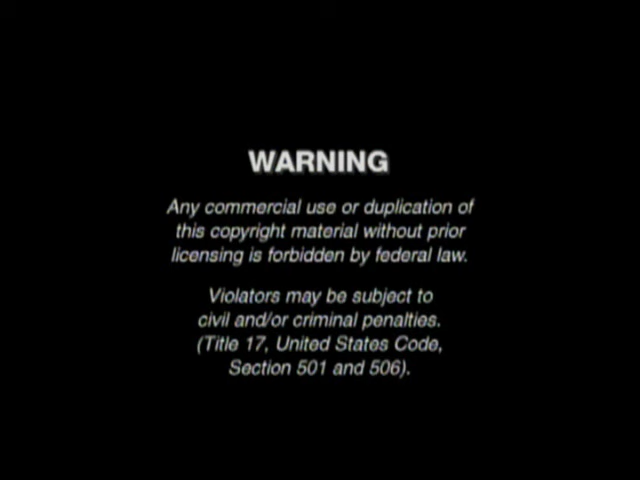 WARNING
Any commercial use or duplication of
this copyright material without prior
licensing is forbidden by federal law.
Violators may be subject to
civil and/or criminal penalties.
(Title 17, United States Code,
Section 501 and 506).